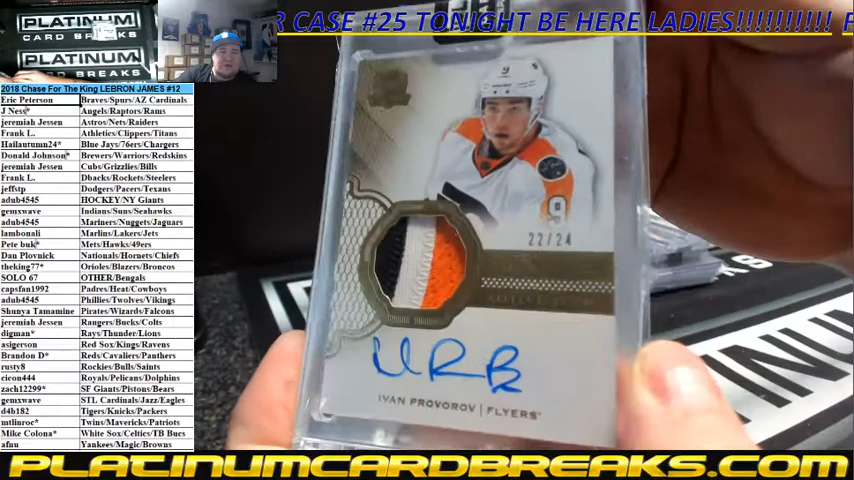 R CASE #25 TONIGHT BE HERE LADIES!!!!!!!!!! F
PLATINUM
CARD BREAKS
PLATINUM
CARD BREAKS
2018 Chase For The King LEBRON JAMES #12
Eric Peterson Braves/Spurs/AZ Cardinals
J Ness* Angels/Raptors/Rams
jeremiah Jessen Astros/Nets/Raiders
Frank L. Athletics/Clippers/Titans
Hailautumn24* Blue Jays/76ers/Chargers
Donald Johnson* Brewers/Warriors/Redskins
jeremiah Jessen Cubs/Grizzlies/Bills
Frank L. Dbacks/Rockets/Steelers
jeffstp Dodgers/Pacers/Texans
adub4545 HOCKEY/NY Giants
gemxwave Indians/Suns/Seahawks
adub4545 Mariners/Nuggets/Jaguars
lambonali Marlins/Lakers/Jets
Pete buk* Mets/Hawks/49ers
Dan Plovnick Nationals/Hornets/Chiefs
theking77* Orioles/Blazers/Broncos
SOLO 67 OTHER/Bengals
capsfan1992 Padres/Heat/Cowboys
adub4545 Phillies/Twolves/Vikings
Shunya Tamamine Pirates/Wizards/Falcons
jeremiah Jessen Rangers/Bucks/Colts
digman* Rays/Thunder/Lions
asigerson Red Sox/Kings/Ravens
Brandon D* Reds/Cavaliers/Panthers
rusty8 Rockies/Bulls/Saints
cicon444 Royals/Pelicans/Dolphins
zach12299* SF Giants/Pistons/Bears
gemxwave STL Cardinals/Jazz/Eagles
d4b182 Tigers/Knicks/Packers
mtlinroc* Twins/Mavericks/Patriots
Mike Colona* White Sox/Celtics/TB Bucs
afnu Yankees/Magic/Browns
9
9
22/24
IVAN PROVOROV | FLYERS
PLATINUMCARDBREAKS.COM